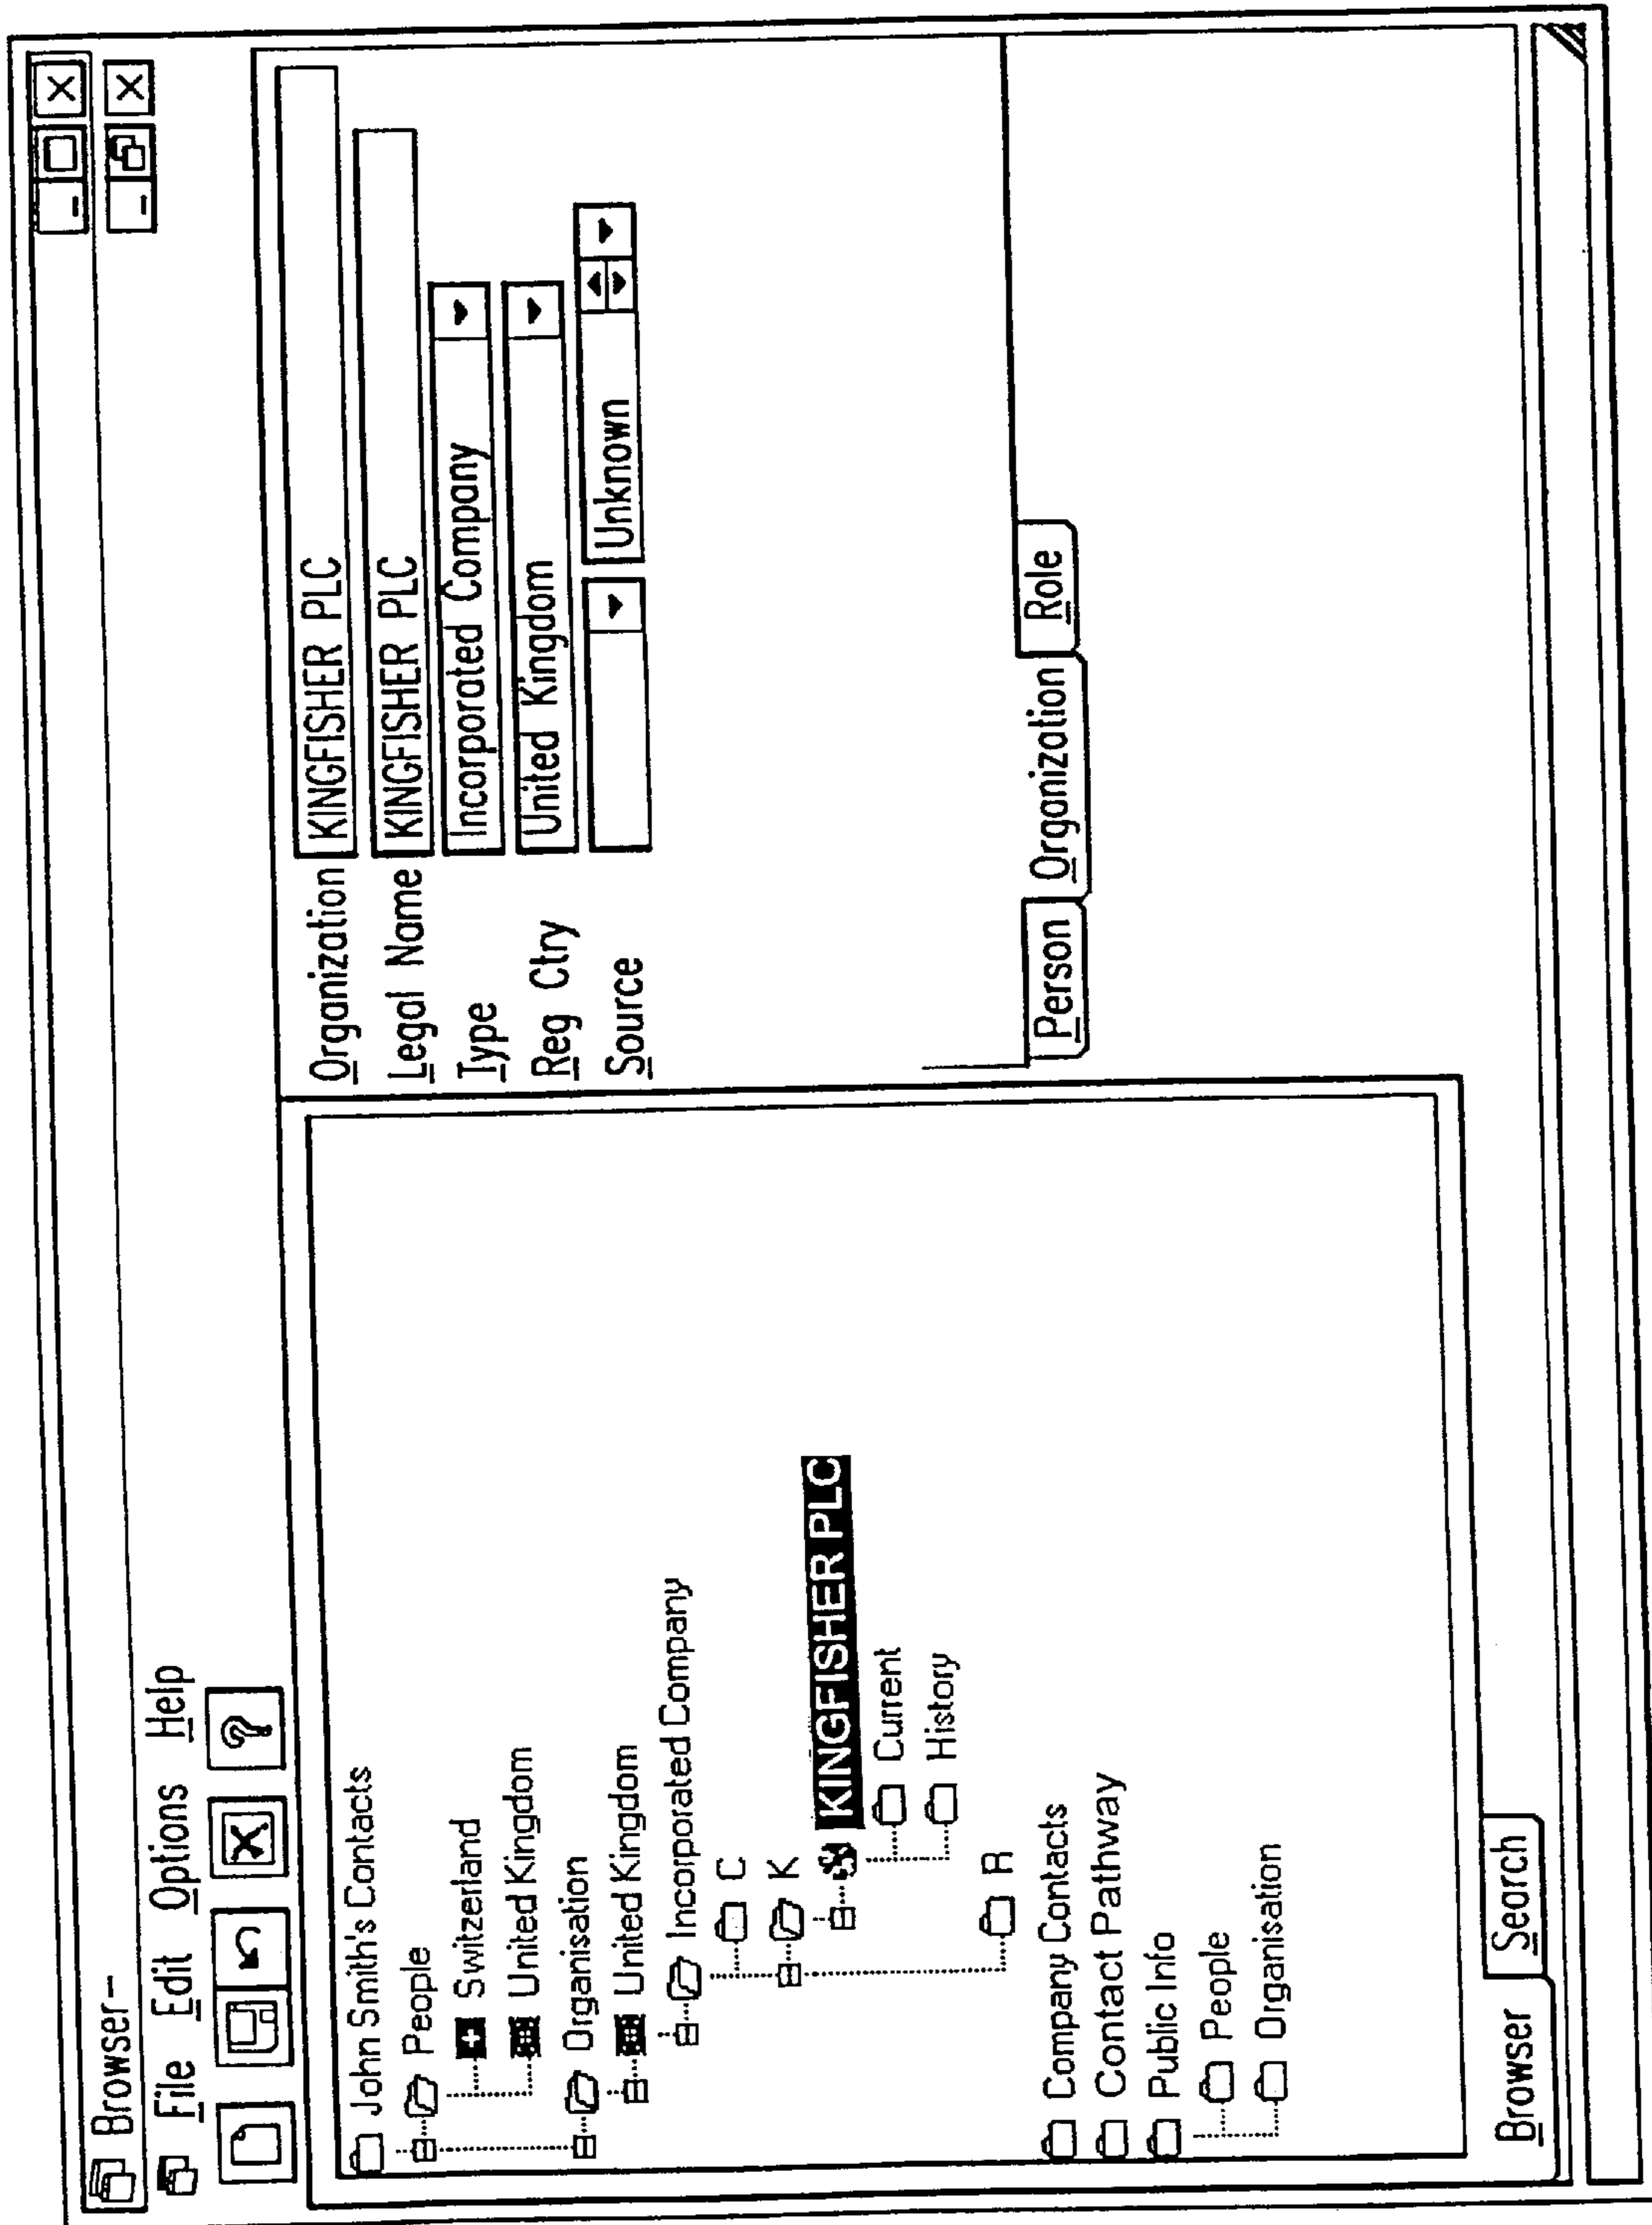 Browser-
File Edit Options Help
John Smith's Contacts
People
Switzerland
United Kingdom
Organisation
United Kingdom
Incorporated Company
C
K
KINGFISHER PLC
Current
History
R
Company Contacts
Contact Pathway
Public Info
People
Organisation
Browser Search
Organization KINGFISHER PLC
Legal Name KINGFISHER PLC
Type Incorporated Company
Reg Ctry United Kingdom
Source Unknown
Person Organization Role